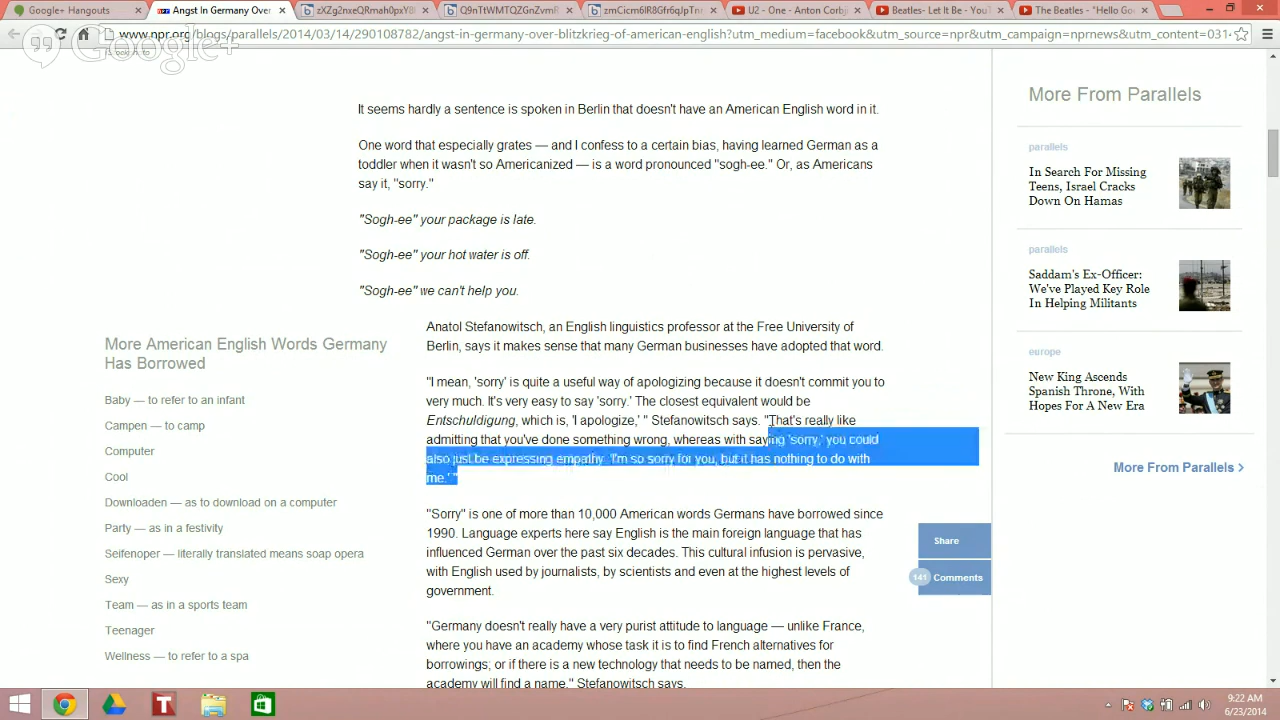 Google+ Hangouts
Angst In Germany Over
zXZg2nxeQRmah0pxYBl
Q9nTtWMTQZGnZvmR
zmCicm6lR8Gfr6qJpTn
U2 - One - Anton Corbij
Beatles- Let It Be - YouT
The Beatles - "Hello Go
www.npr.org/blogs/parallels/2014/03/14/290108782/angst-in-germany-over-blitzkrieg-of-american-english?utm_medium=facebook&utm_source=npr&utm_campaign=nprnews&utm_content=031
Google+
It seems hardly a sentence is spoken in Berlin that doesn't have an American English word in it.
One word that especially grates — and I confess to a certain bias, having learned German as a
toddler when it wasn't so Americanized — is a word pronounced "sogh-ee." Or, as Americans
say it, "sorry."
"Sogh-ee" your package is late.
"Sogh-ee" your hot water is off.
"Sogh-ee" we can't help you.
Anatol Stefanowitsch, an English linguistics professor at the Free University of
Berlin, says it makes sense that many German businesses have adopted that word.
"I mean, 'sorry' is quite a useful way of apologizing because it doesn't commit you to
very much. It's very easy to say 'sorry.' The closest equivalent would be
Entschuldigung, which is, 'I apologize,' " Stefanowitsch says. "That's really like
admitting that you've done something wrong, whereas with saying 'sorry,' you could
also just be expressing empathy. 'I'm so sorry for you, but it has nothing to do with
me.' "
"Sorry" is one of more than 10,000 American words Germans have borrowed since
1990. Language experts here say English is the main foreign language that has
influenced German over the past six decades. This cultural infusion is pervasive,
with English used by journalists, by scientists and even at the highest levels of
government.
"Germany doesn't really have a very purist attitude to language — unlike France,
where you have an academy whose task it is to find French alternatives for
borrowings; or if there is a new technology that needs to be named, then the
academy will find a name," Stefanowitsch says.
More American English Words Germany
Has Borrowed
Baby — to refer to an infant
Campen — to camp
Computer
Cool
Downloaden — as to download on a computer
Party — as in a festivity
Seifenoper — literally translated means soap opera
Sexy
Team — as in a sports team
Teenager
Wellness — to refer to a spa
More From Parallels
parallels
In Search For Missing
Teens, Israel Cracks
Down On Hamas
parallels
Saddam's Ex-Officer:
We've Played Key Role
In Helping Militants
europe
New King Ascends
Spanish Throne, With
Hopes For A New Era
More From Parallels
Share
141 Comments
T
9:22 AM
6/23/2014